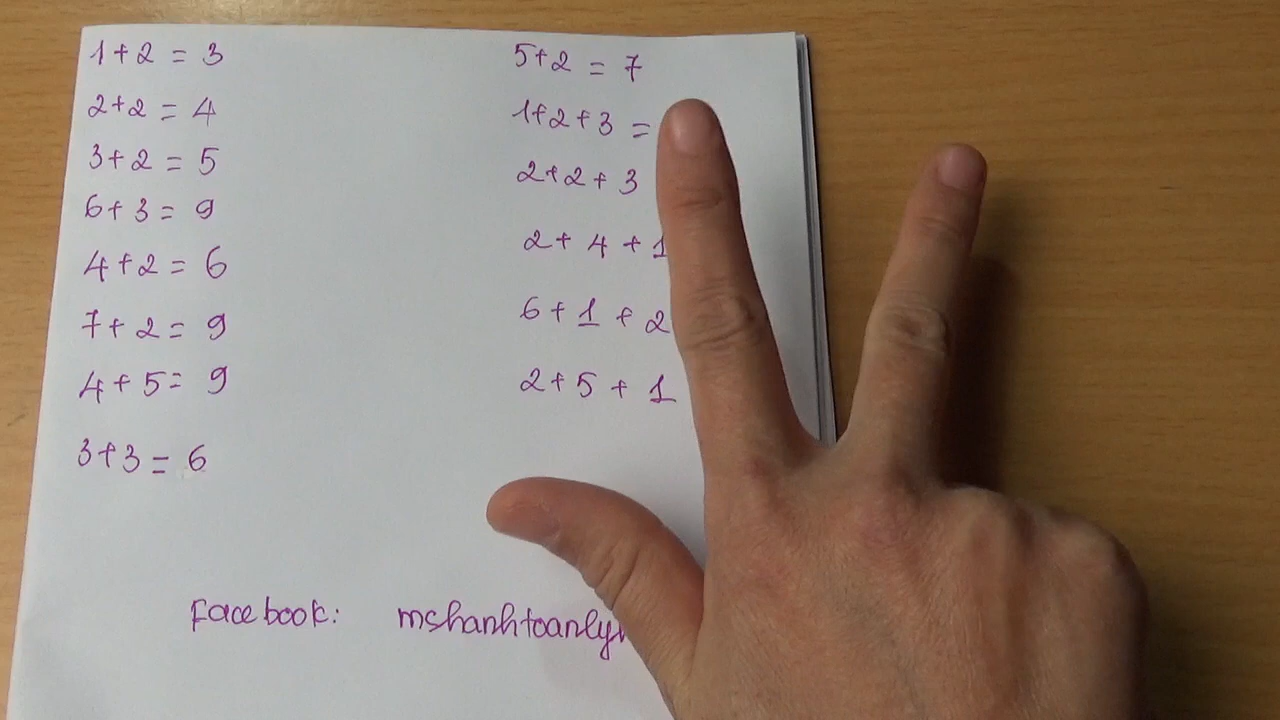 1+2 = 3
2+2 = 4
3+2 = 5
6+3 = 9
4+2 = 6
7+2 = 9
4+5 = 9
3+3 = 6
5+2 = 7
1+2+3 =
2+2+3
2+4+1
6+1+2
2+5+1
Facebook: